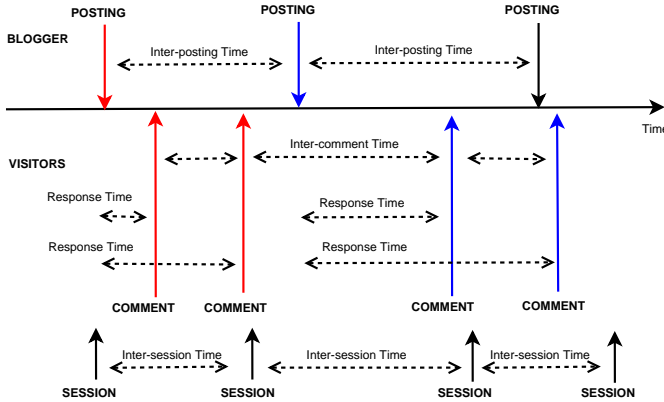 POSTING POSTING POSTING
BLOGGER
Inter-posting Time Inter-posting Time
Time
Inter-comment Time
VISITORS
Response Time Response Time
Response Time Response Time
COMMENT COMMENT COMMENT COMMENT
Inter-session Time Inter-session Time Inter-session Time
SESSION SESSION SESSION SESSION